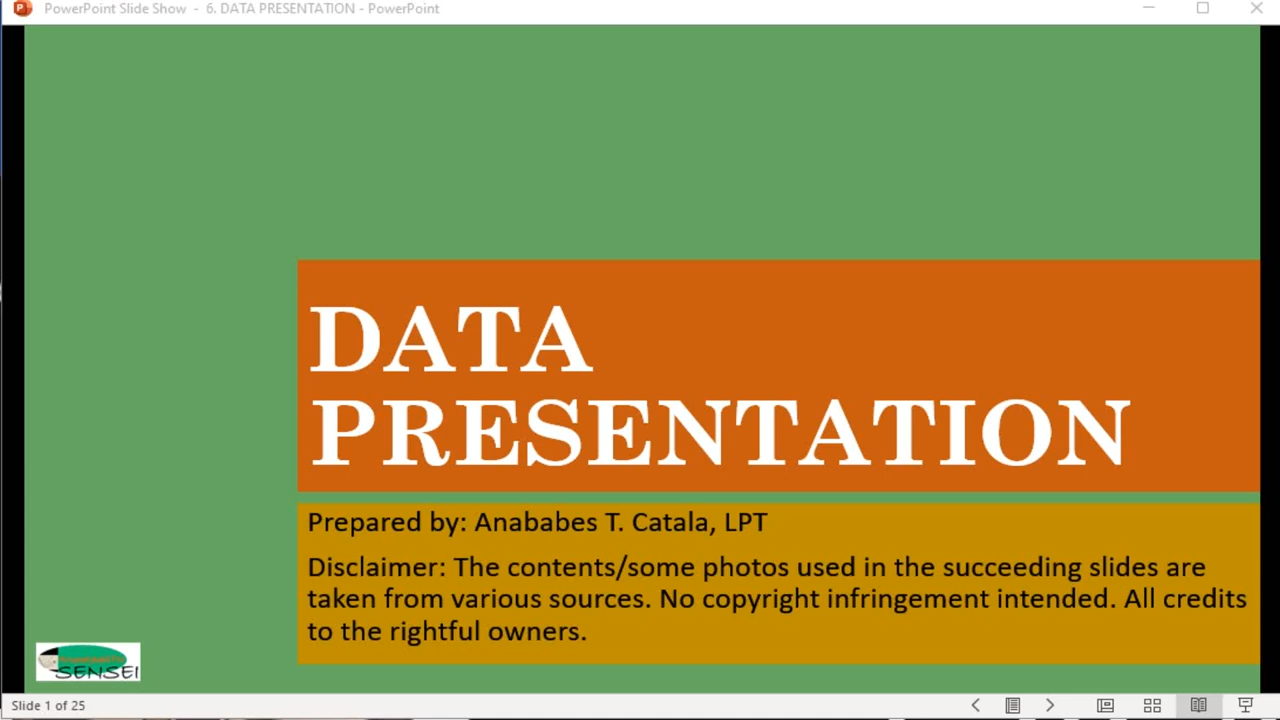 PowerPoint Slide Show - 6. DATA PRESENTATION - PowerPoint
DATA
PRESENTATION
Prepared by: Anababes T. Catala, LPT
Disclaimer: The contents/some photos used in the succeeding slides are
taken from various sources. No copyright infringement intended. All credits
to the rightful owners.
SENSEI
Slide 1 of 25